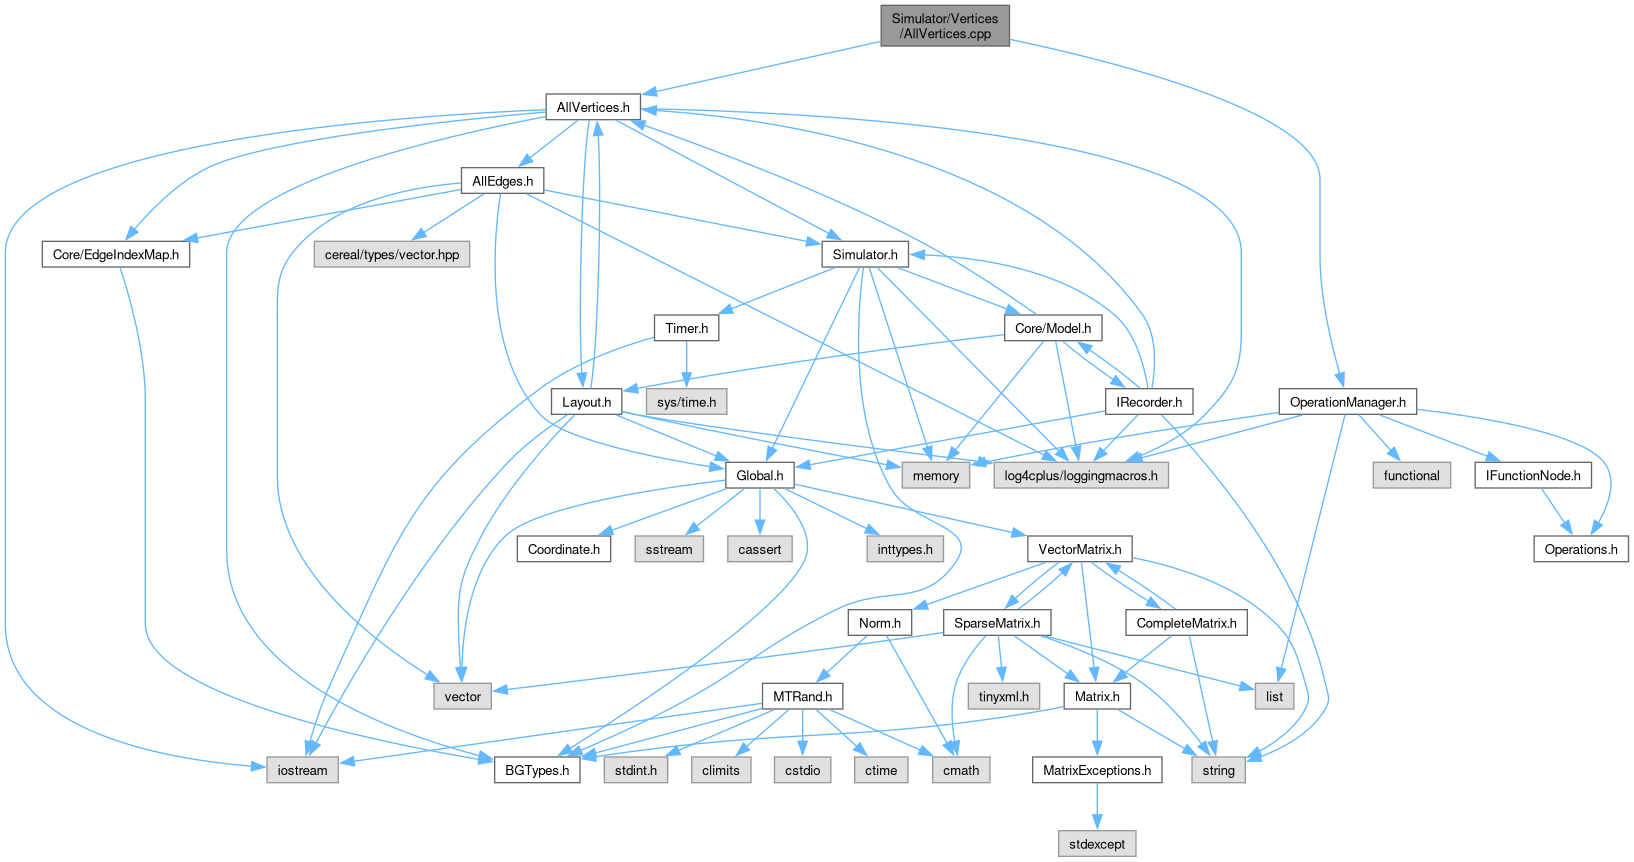 Simulator/Vertices
/AllVertices.cpp
AllVertices.h
AllEdges.h
Core/EdgeIndexMap.h
cereal/types/vector.hpp
Simulator.h
Timer.h
Core/Model.h
Layout.h
sys/time.h
IRecorder.h
OperationManager.h
Global.h
memory
log4cplus/loggingmacros.h
functional
IFunctionNode.h
Coordinate.h
sstream
cassert
inttypes.h
VectorMatrix.h
Operations.h
Norm.h
SparseMatrix.h
CompleteMatrix.h
vector
MTRand.h
tinyxml.h
Matrix.h
list
iostream
BGTypes.h
stdint.h
climits
cstdio
ctime
cmath
MatrixExceptions.h
string
stdexcept